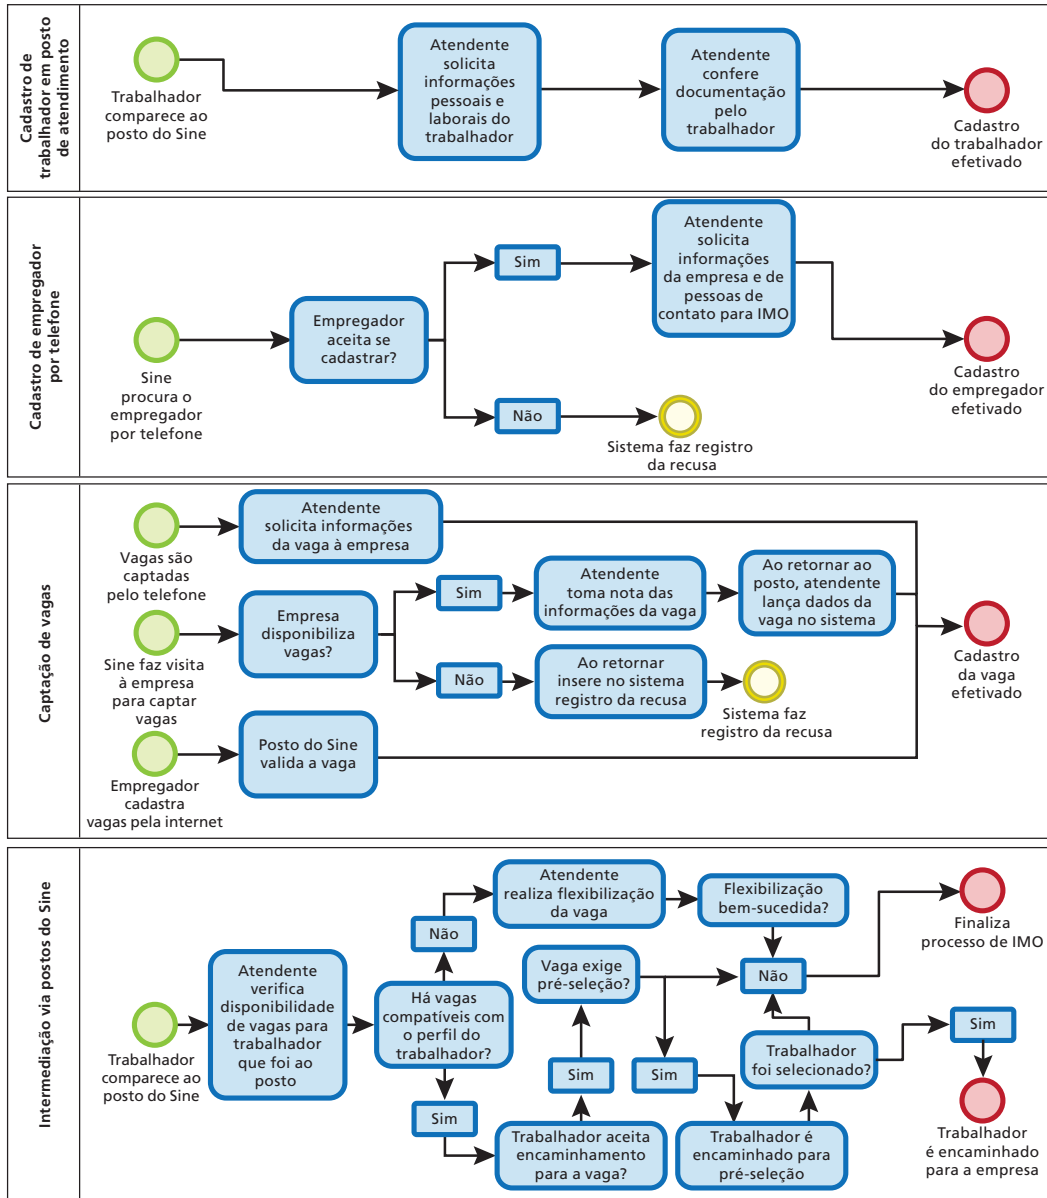 Cadastro de
trabalhador em posto
de atendimento
Trabalhador
comparece ao
posto do Sine
Atendente
solicita
informações
pessoais e
laborais do
trabalhador
Atendente
confere
documentação
pelo
trabalhador
Cadastro
do trabalhador
efetivado
Cadastro de empregador
por telefone
Sine
procura o
empregador
por telefone
Empregador
aceita se
cadastrar?
Sim
Atendente
solicita
informações
da empresa e de
pessoas de
contato para IMO
Cadastro
do empregador
efetivado
Não
Sistema faz registro
da recusa
Captação de vagas
Vagas são
captadas
pelo telefone
Atendente
solicita informações
da vaga à empresa
Sine faz visita
à empresa
para captar
vagas
Empresa
disponibiliza
vagas?
Sim
Atendente
toma nota das
informações da vaga
Ao retornar ao
posto, atendente
lança dados da
vaga no sistema
Não
Ao retornar
insere no sistema
registro da recusa
Sistema faz
registro da recusa
Cadastro
da vaga
efetivado
Empregador
cadastra
vagas pela internet
Posto do Sine
valida a vaga
Intermediação via postos do Sine
Trabalhador
comparece ao
posto do Sine
Atendente
verifica
disponibilidade
de vagas para
trabalhador
que foi ao
posto
Há vagas
compatíveis com
o perfil do
trabalhador?
Não
Atendente
realiza flexibilização
da vaga
Flexibilização
bem-sucedida?
Não
Finaliza
processo de IMO
Sim
Trabalhador aceita
encaminhamento
para a vaga?
Sim
Vaga exige
pré-seleção?
Sim
Trabalhador é
encaminhado para
pré-seleção
Trabalhador
foi selecionado?
Sim
Trabalhador
é encaminhado
para a empresa